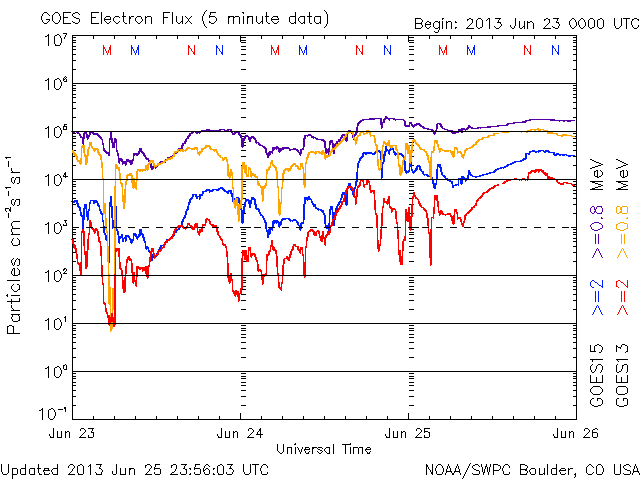 GOES Electron Flux (5 minute data)
Begin: 2013 Jun 23 0000 UTC
M M N N M M N N M M N N
10⁷
10⁶
10⁵
10⁴
10³
10²
10¹
10⁰
10⁻¹
Particles cm⁻²s⁻¹sr⁻¹
GOES15 >=2 >=0.8 MeV
GOES13 >=2 >=0.8 MeV
Jun 23 Jun 24 Jun 25 Jun 26
Universal Time
Updated 2013 Jun 25 23:56:03 UTC
NOAA/SWPC Boulder, CO USA